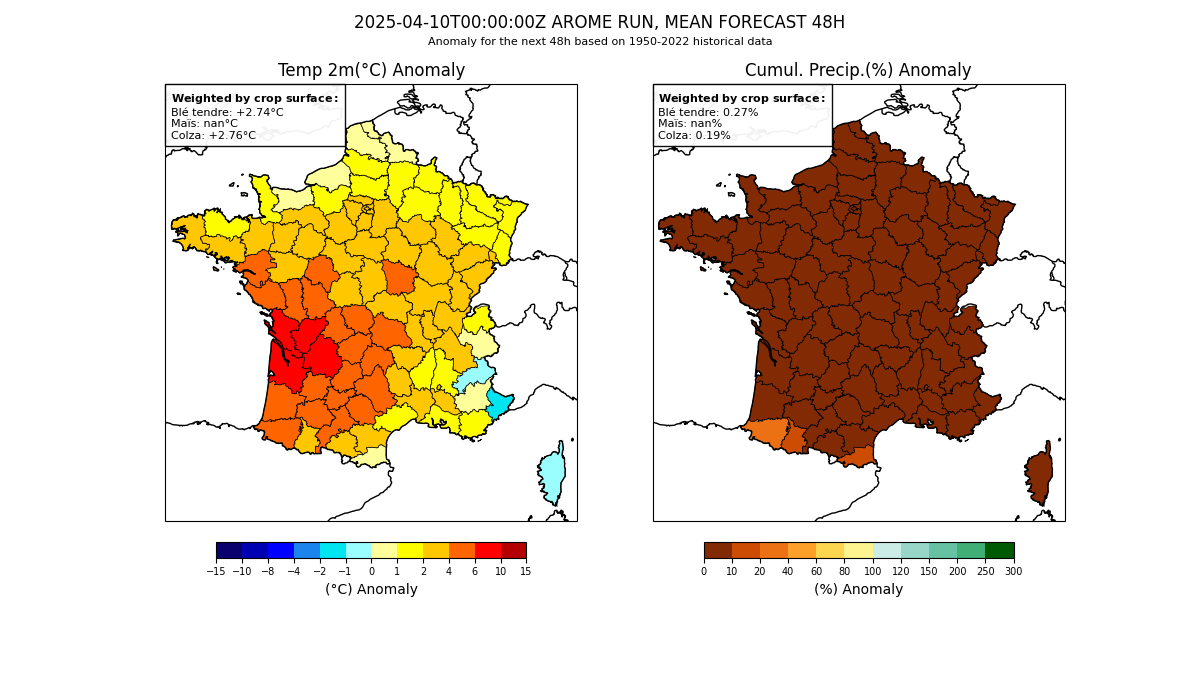 2025-04-10T00:00:00Z AROME RUN, MEAN FORECAST 48H
Anomaly for the next 48h based on 1950-2022 historical data
Temp 2m(°C) Anomaly
Weighted by crop surface:
Blé tendre: +2.74°C
Maïs: nan°C
Colza: +2.76°C
−15 −10 −8 −4 −2 −1 0 1 2 4 6 10 15
(°C) Anomaly
Cumul. Precip.(%) Anomaly
Weighted by crop surface:
Blé tendre: 0.27%
Maïs: nan%
Colza: 0.19%
0 10 20 40 60 80 100 120 150 200 250 300
(%) Anomaly